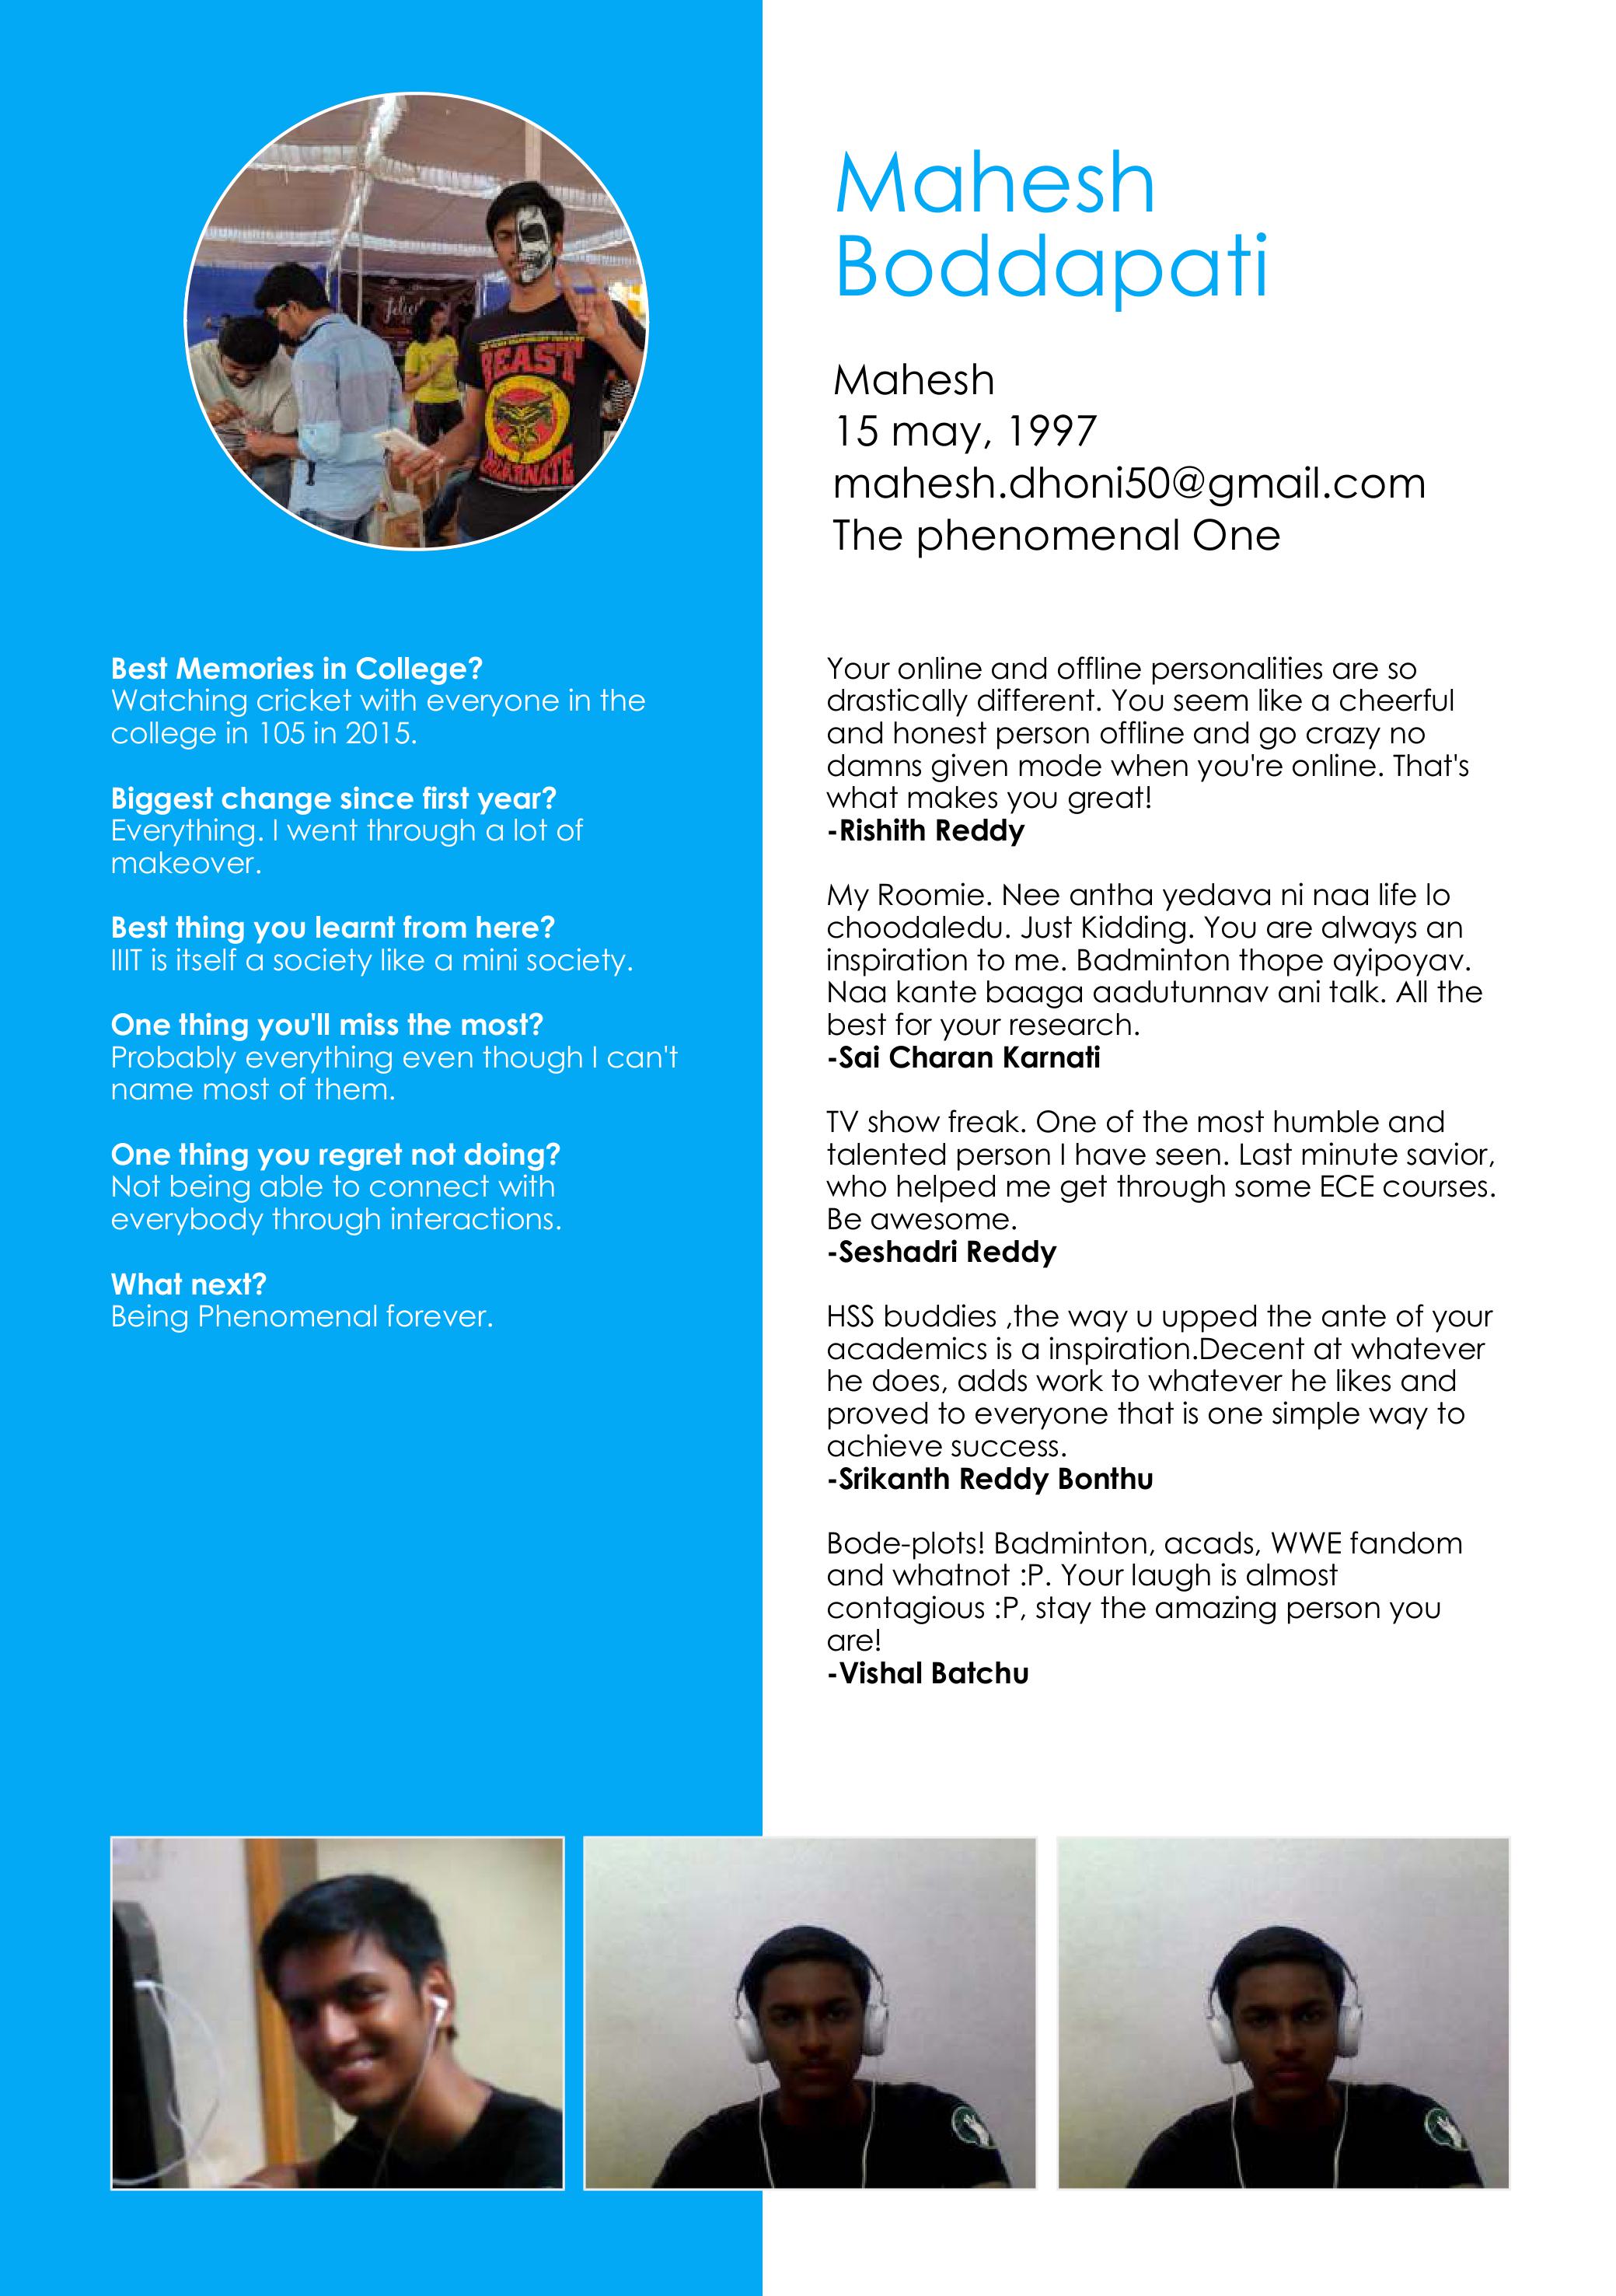 BEAST
INCARNATE
Mahesh
Boddapati
Mahesh
15 may, 1997
mahesh.dhoni50@gmail.com
The phenomenal One
Best Memories in College?
Watching cricket with everyone in the
college in 105 in 2015.
Biggest change since first year?
Everything. I went through a lot of
makeover.
Best thing you learnt from here?
IIIT is itself a society like a mini society.
One thing you'll miss the most?
Probably everything even though I can't
name most of them.
One thing you regret not doing?
Not being able to connect with
everybody through interactions.
What next?
Being Phenomenal forever.
Your online and offline personalities are so
drastically different. You seem like a cheerful
and honest person offline and go crazy no
damns given mode when you're online. That's
what makes you great!
-Rishith Reddy
My Roomie. Nee antha yedava ni naa life lo
choodaledu. Just Kidding. You are always an
inspiration to me. Badminton thope ayipoyav.
Naa kante baaga aadutunnav ani talk. All the
best for your research.
-Sai Charan Karnati
TV show freak. One of the most humble and
talented person I have seen. Last minute savior,
who helped me get through some ECE courses.
Be awesome.
-Seshadri Reddy
HSS buddies ,the way u upped the ante of your
academics is a inspiration.Decent at whatever
he does, adds work to whatever he likes and
proved to everyone that is one simple way to
achieve success.
-Srikanth Reddy Bonthu
Bode-plots! Badminton, acads, WWE fandom
and whatnot :P. Your laugh is almost
contagious :P, stay the amazing person you
are!
-Vishal Batchu